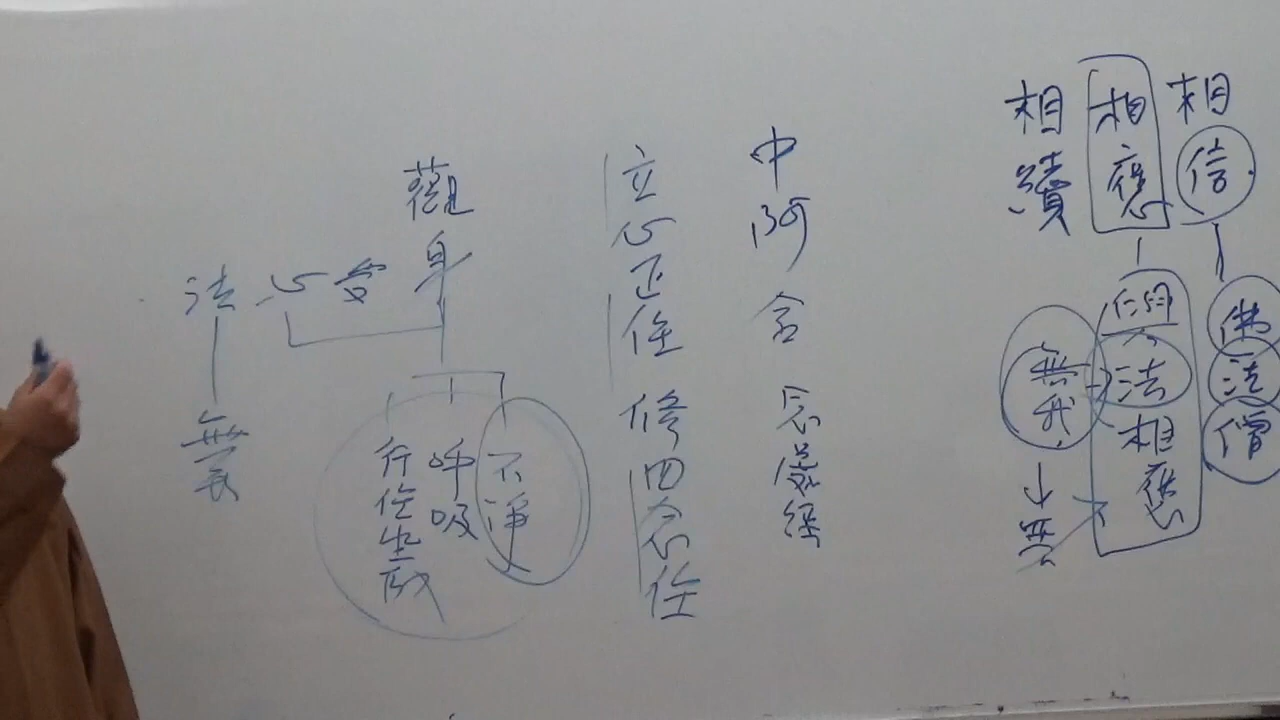 相信
佛
法
僧
相應
與
法
相應
相續
無我
小
中阿含 念處經
立心正住 修四念住
觀身
不淨
呼吸
行住坐臥
受
心
法
無我